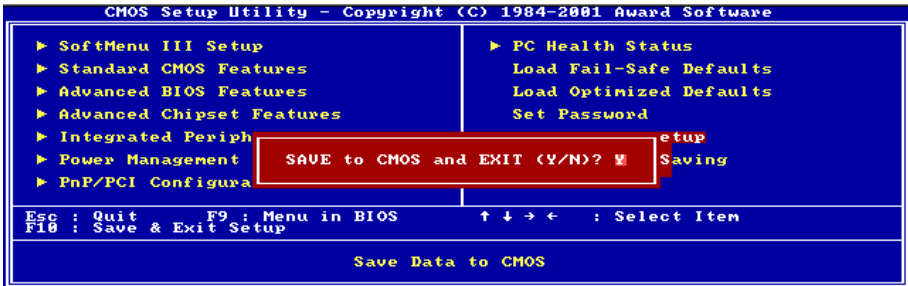 CMOS Setup Utility - Copyright (C) 1984-2001 Award Software
► SoftMenu III Setup
► Standard CMOS Features
► Advanced BIOS Features
► Advanced Chipset Features
► Integrated Periph
► Power Management
► PnP/PCI Configura
► PC Health Status
Load Fail-Safe Defaults
Load Optimized Defaults
Set Password
etup
Saving
SAVE to CMOS and EXIT (Y/N)? Y
Esc : Quit F9 : Menu in BIOS ↑ ↓ → ← : Select Item
F10 : Save & Exit Setup
Save Data to CMOS